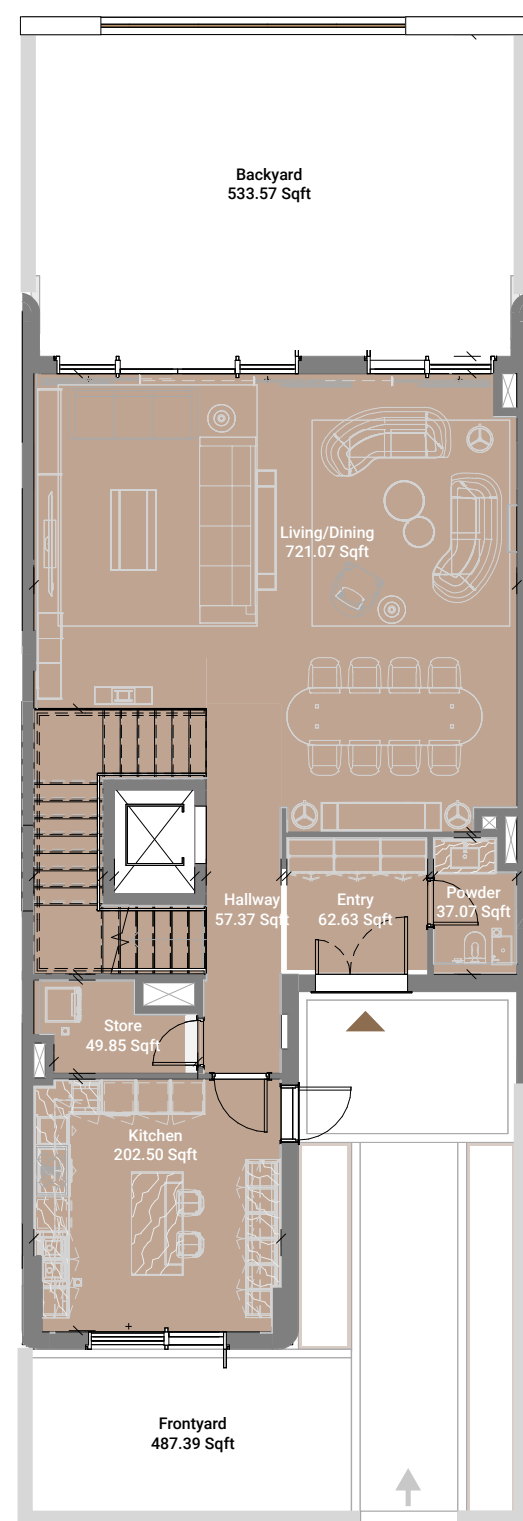 Backyard
533.57 Sqft
Living/Dining
721.07 Sqft
Hallway
57.37 Sqft
Entry
62.63 Sqft
Powder
37.07 Sqft
Store
49.85 Sqft
Kitchen
202.50 Sqft
Frontyard
487.39 Sqft